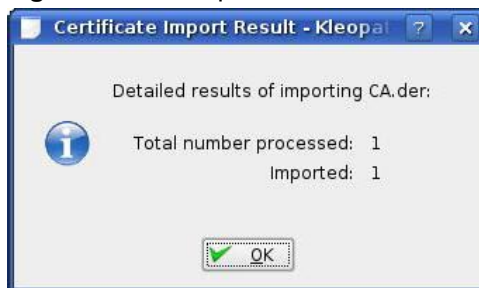 Certificate Import Result - Kleopat ?
Detailed results of importing CA.der:
Total number processed: 1
Imported: 1
OK